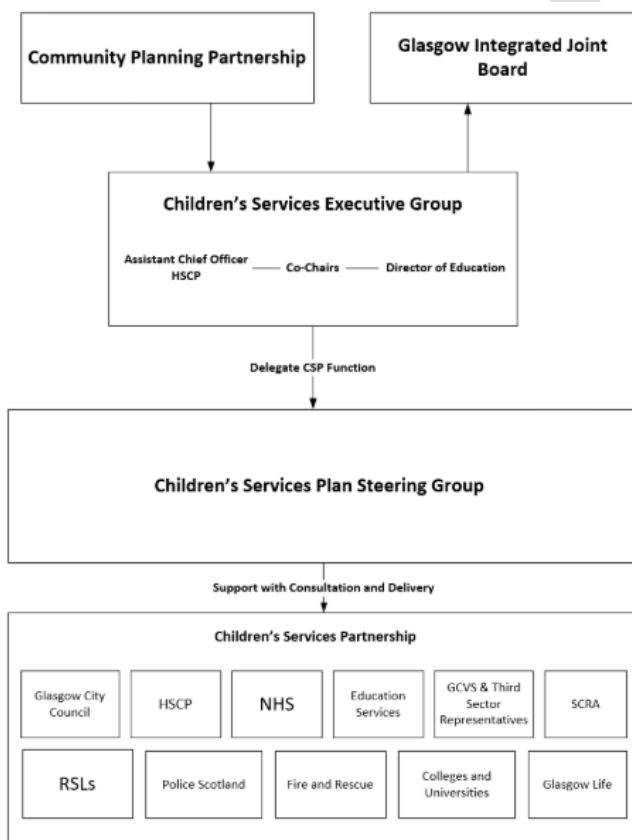 Community Planning Partnership
Glasgow Integrated Joint
Board
Children’s Services Executive Group
Assistant Chief Officer
HSCP
Co-Chairs
Director of Education
Delegate CSP Function
Children’s Services Plan Steering Group
Support with Consultation and Delivery
Children’s Services Partnership
Glasgow City
Council
HSCP
NHS
Education
Services
GCVS & Third
Sector
Representatives
SCRA
RSLs
Police Scotland
Fire and Rescue
Colleges and
Universities
Glasgow Life